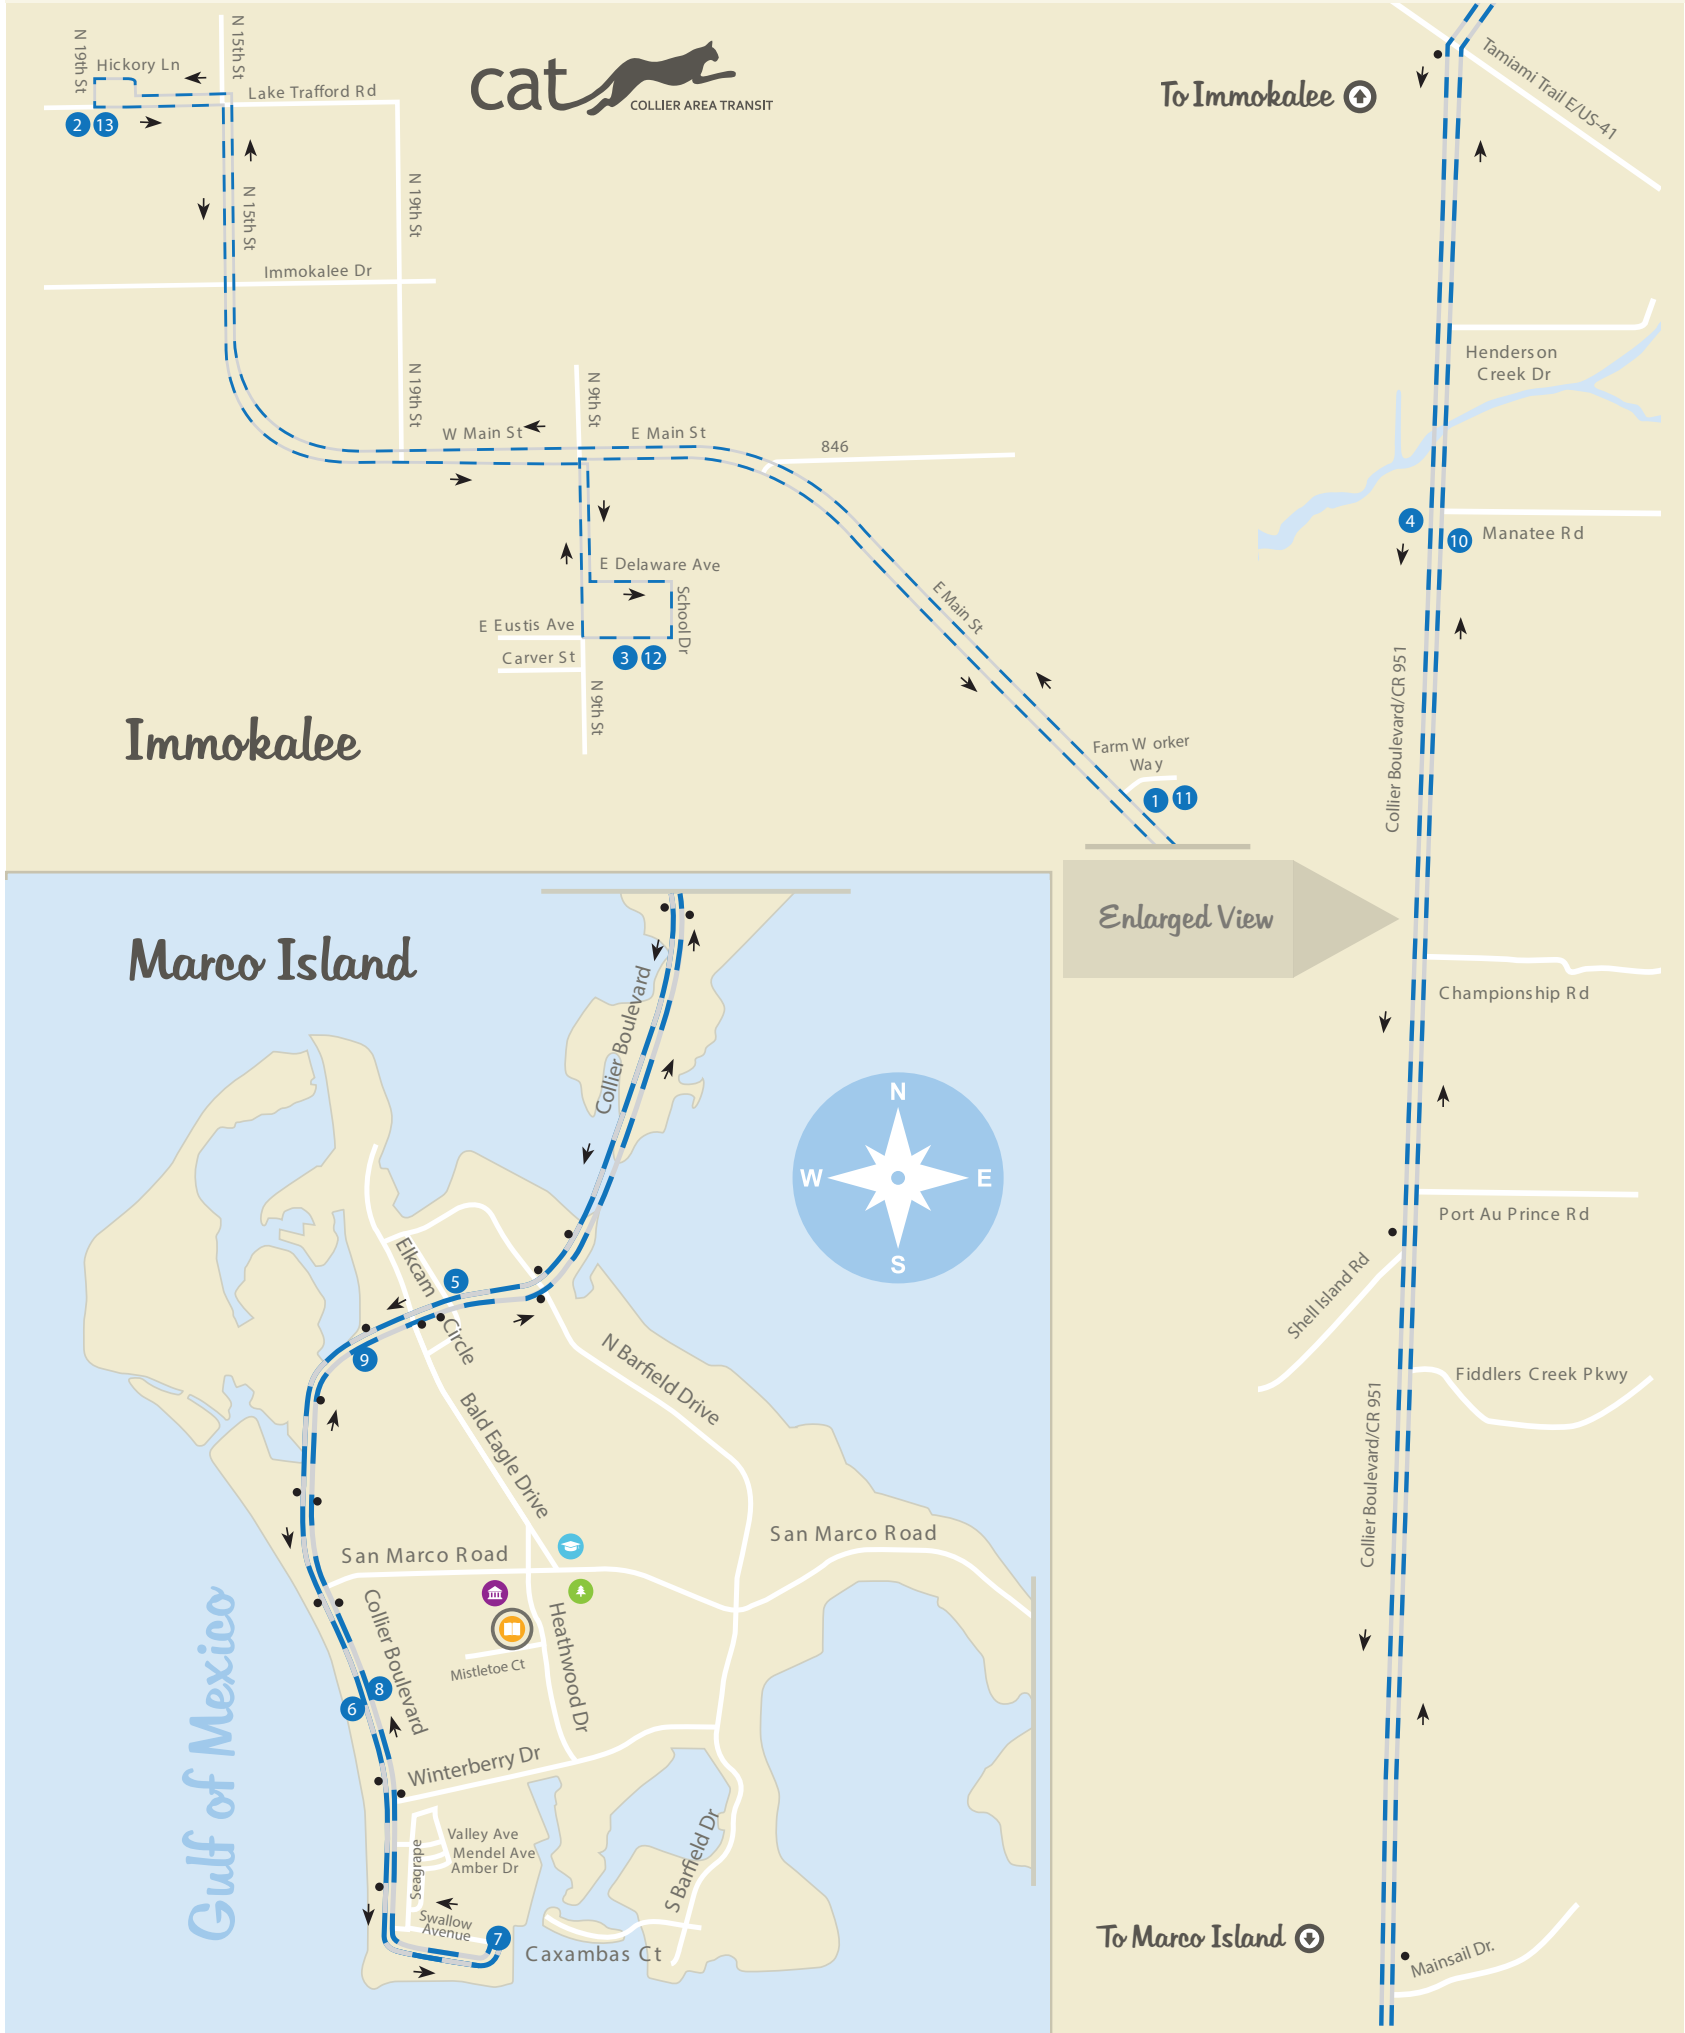 N 19th St
Hickory Ln
N 15th St
Lake Trafford Rd
2
13
N 15th St
N 19th St
Immokalee Dr
N 19th St
cat
COLLIER AREA TRANSIT
To Immokalee
Tamiami Trail E/US-41
W Main St
N 9th St
E Main St
846
E Delaware Ave
School Dr
E Eustis Ave
Carver St
3
12
N 9th St
E Main St
Farm W orker
Way
1
11
Immokalee
Henderson
Creek Dr
4
10
Manatee Rd
Collier Boulevard/CR 951
Enlarged View
Championship Rd
Port Au Prince Rd
Shell Island Rd
Fiddlers Creek Pkwy
Collier Boulevard/CR 951
To Marco Island
Mainsail Dr.
Marco Island
Collier Boulevard
N
W
E
S
Elkcam
Circle
5
9
N Barfield Drive
Bald Eagle Drive
San Marco Road
San Marco Road
Collier Boulevard
Heathwood Dr
Mistletoe Ct
8
6
Gulf of Mexico
Winterberry Dr
Valley Ave
Mendel Ave
Amber Dr
Seagrape
Swallow
Avenue
7
S Barfield Dr
Caxambas Ct